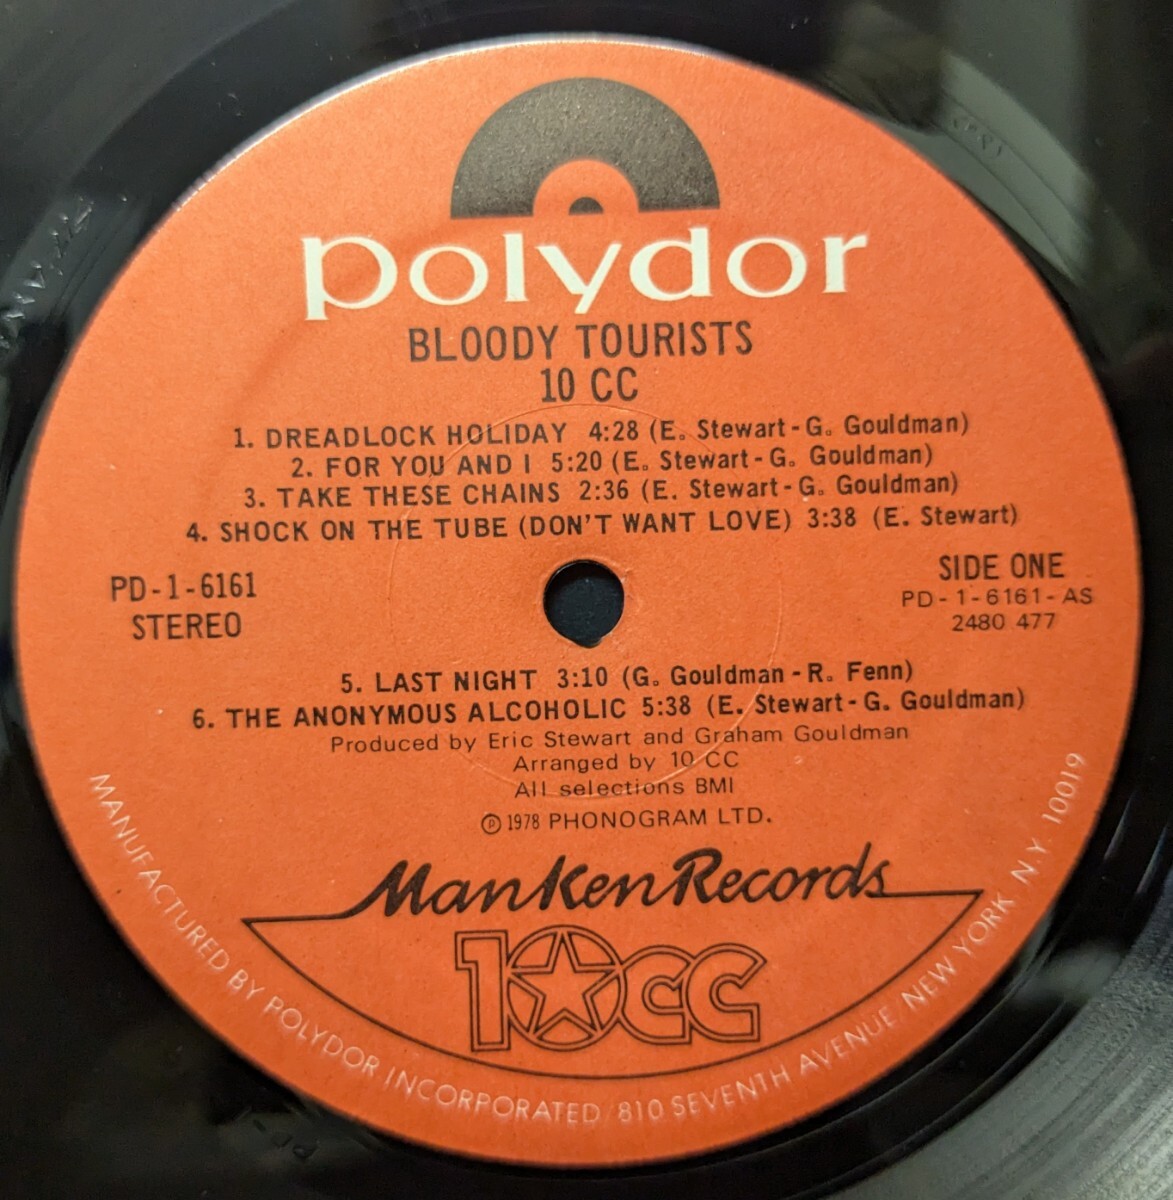 polydor
BLOODY TOURISTS
10 CC
1. DREADLOCK HOLIDAY 4:28 (E. Stewart-G. Gouldman)
2. FOR YOU AND I 5:20 (E. Stewart-G. Gouldman)
3. TAKE THESE CHAINS 2:36 (E. Stewart-G. Gouldman)
4. SHOCK ON THE TUBE (DON'T WANT LOVE) 3:38 (E. Stewart)
PD-1-6161
STEREO
SIDE ONE
PD-1-6161-AS
2480 477
5. LAST NIGHT 3:10 (G. Gouldman-R. Fenn)
6. THE ANONYMOUS ALCOHOLIC 5:38 (E. Stewart-G. Gouldman)
Produced by Eric Stewart and Graham Gouldman
Arranged by 10 CC
All selections BMI
℗ 1978 PHONOGRAM LTD.
ManKen Records
10cc
MANUFACTURED BY POLYDOR INCORPORATED / 810 SEVENTH AVENUE / NEW YORK N.Y. 10019